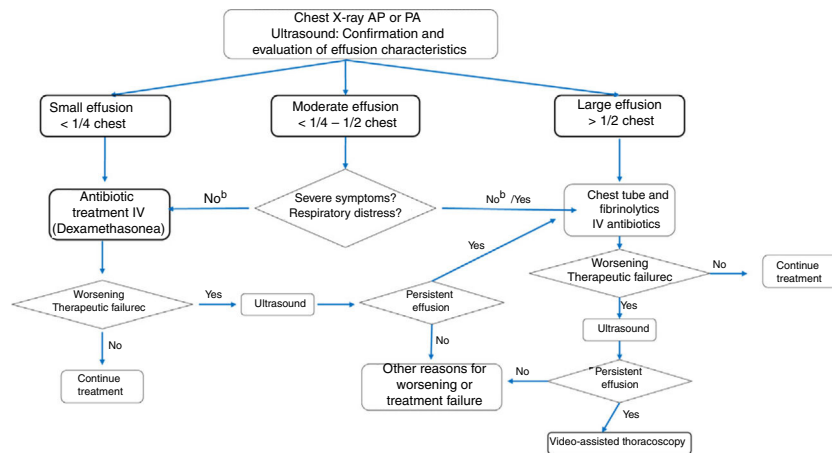 Chest X-ray AP or PA
Ultrasound: Confirmation and
evaluation of effusion characteristics
Small effusion
< 1/4 chest
Moderate effusion
< 1/4 – 1/2 chest
Large effusion
> 1/2 chest
Antibiotic
treatment IV
(Dexamethasonea)
Noᵇ
Severe symptoms?
Respiratory distress?
Noᵇ /Yes
Chest tube and
fibrinolytics
IV antibiotics
Worsening
Therapeutic failurec
Yes
Ultrasound
Persistent
effusion
Yes
Worsening
Therapeutic failurec
No
Continue
treatment
No
Continue
treatment
No
Other reasons for
worsening or
treatment failure
Yes
Ultrasound
No
Persistent
effusion
Yes
Video-assisted thoracoscopy